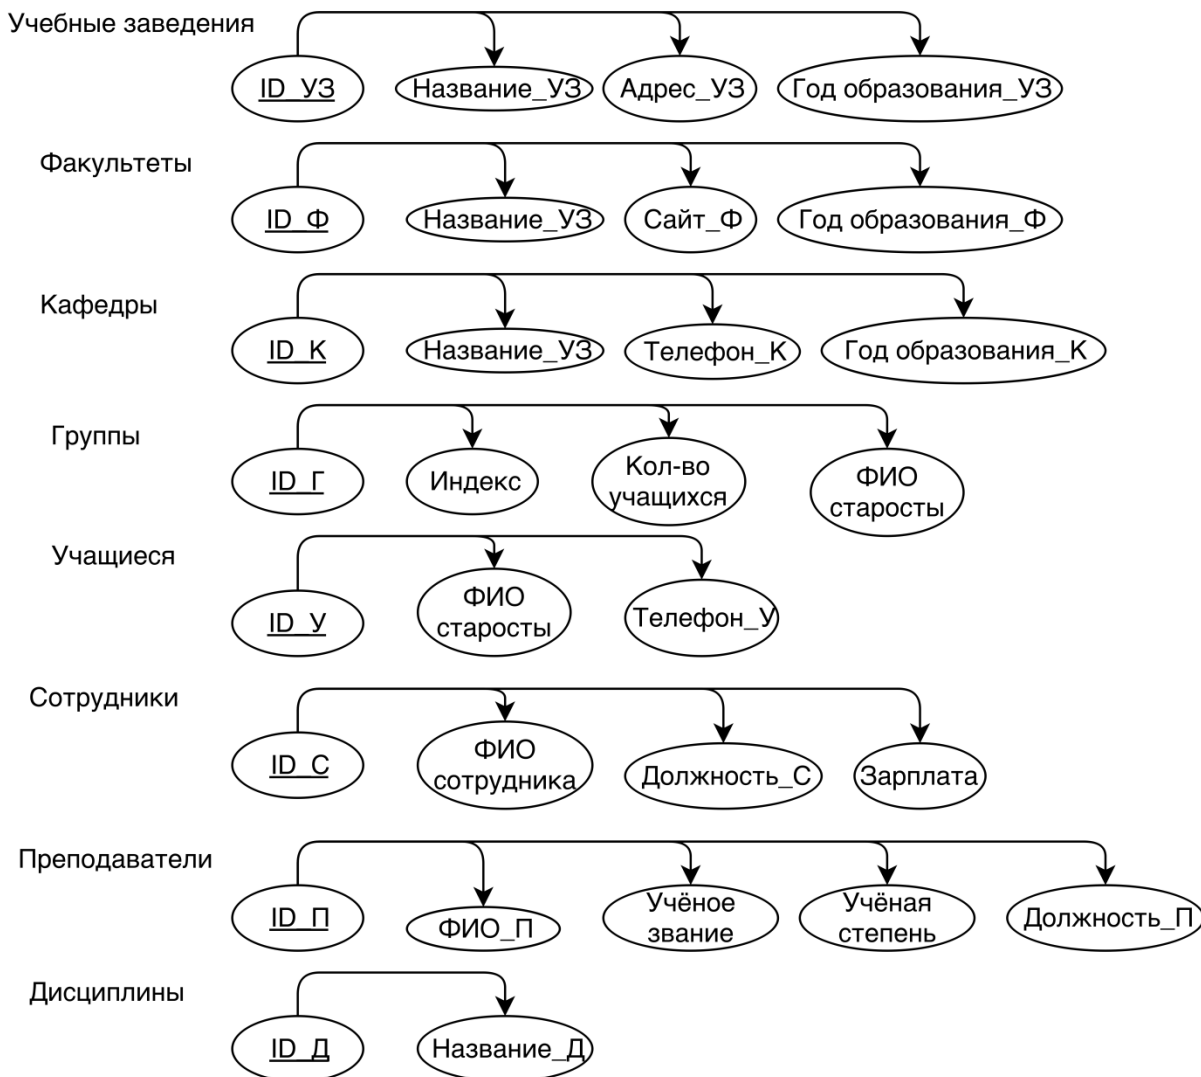 Учебные заведения
ID_УЗ
Название_УЗ
Адрес_УЗ
Год образования_УЗ
Факультеты
ID_Ф
Название_УЗ
Сайт_Ф
Год образования_Ф
Кафедры
ID_К
Название_УЗ
Телефон_К
Год образования_К
Группы
ID_Г
Индекс
Кол-во
учащихся
ФИО
старосты
Учащиеся
ID_У
ФИО
старосты
Телефон_У
Сотрудники
ID_С
ФИО
сотрудника
Должность_С
Зарплата
Преподаватели
ID_П
ФИО_П
Учёное
звание
Учёная
степень
Должность_П
Дисциплины
ID_Д
Название_Д